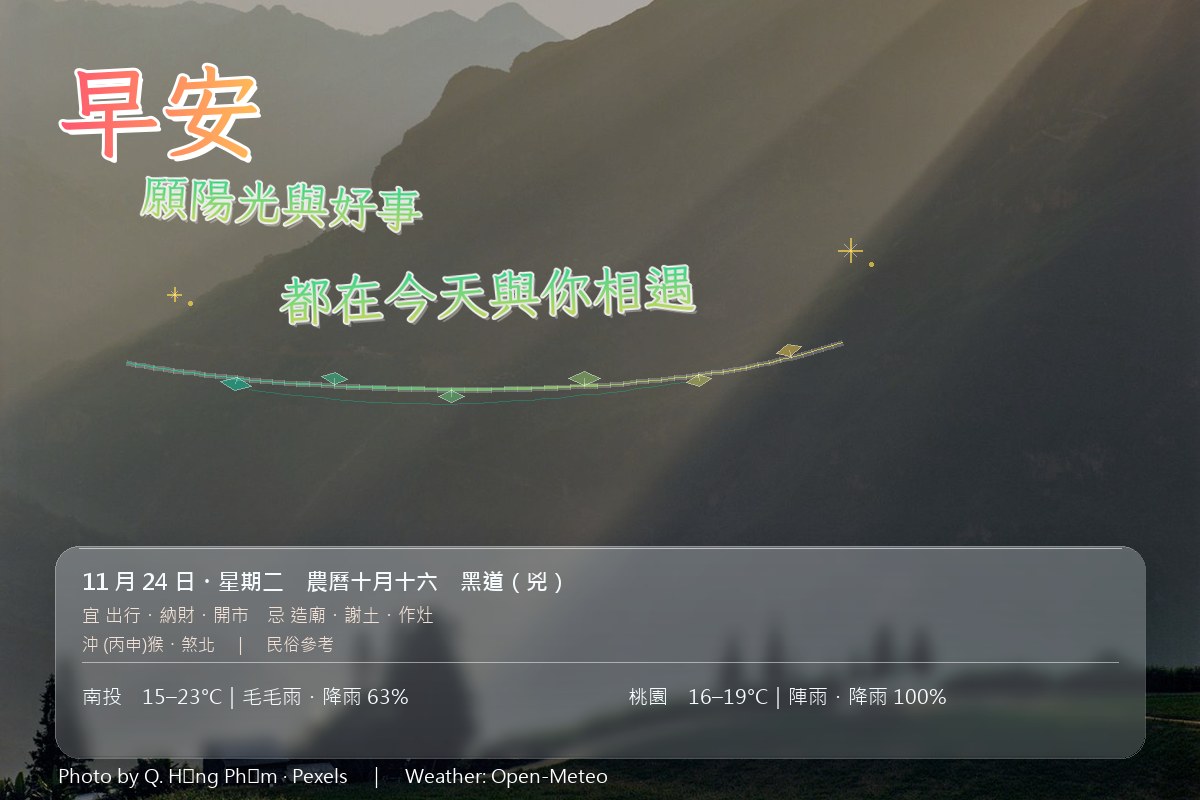 早安
願陽光與好事
都在今天與你相遇
11 月 24 日・星期二　農曆十月十六　黑道（兇）
宜 出行・納財・開市　忌 造廟・謝土・作灶
沖 (丙申)猴・煞北　｜　民俗參考
南投　15–23°C｜毛毛雨・降雨 63%
桃園　16–19°C｜陣雨・降雨 100%
Photo by Q. H□ng Ph□m · Pexels　｜　Weather: Open-Meteo